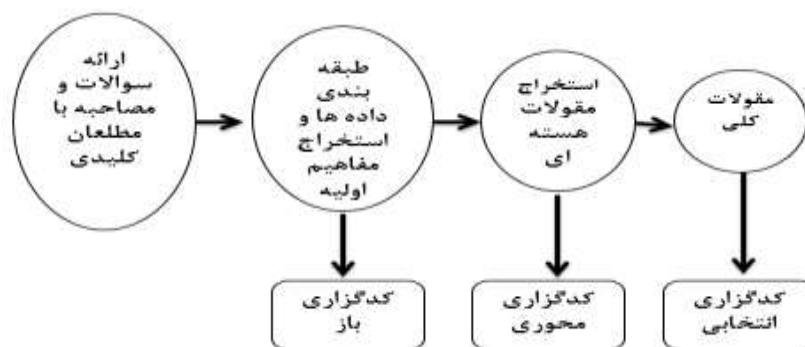 ارائه
سوالات و
مصاحبه با
مطلعان
کلیدی
طبقه
بندی
داده ها و
استخراج
مفاهیم
اولیه
استخراج
مقولات
هسته
ای
مقولات
کلی
کدگزاری
باز
کدگزاری
محوری
کدگزاری
انتخابی